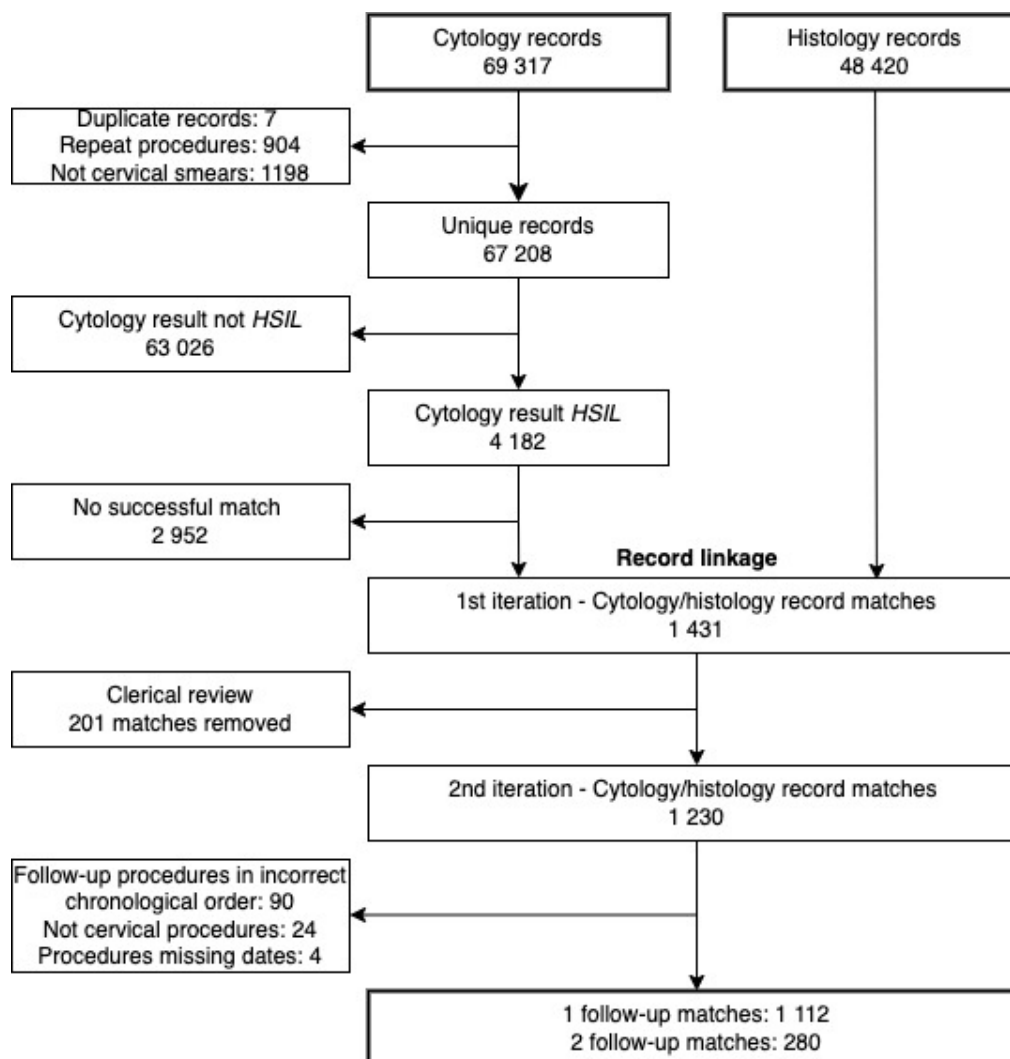 Cytology records
69 317
Histology records
48 420
Duplicate records: 7
Repeat procedures: 904
Not cervical smears: 1198
Unique records
67 208
Cytology result not HSIL
63 026
Cytology result HSIL
4 182
No successful match
2 952
Record linkage
1st iteration - Cytology/histology record matches
1 431
Clerical review
201 matches removed
2nd iteration - Cytology/histology record matches
1 230
Follow-up procedures in incorrect
chronological order: 90
Not cervical procedures: 24
Procedures missing dates: 4
1 follow-up matches: 1 112
2 follow-up matches: 280